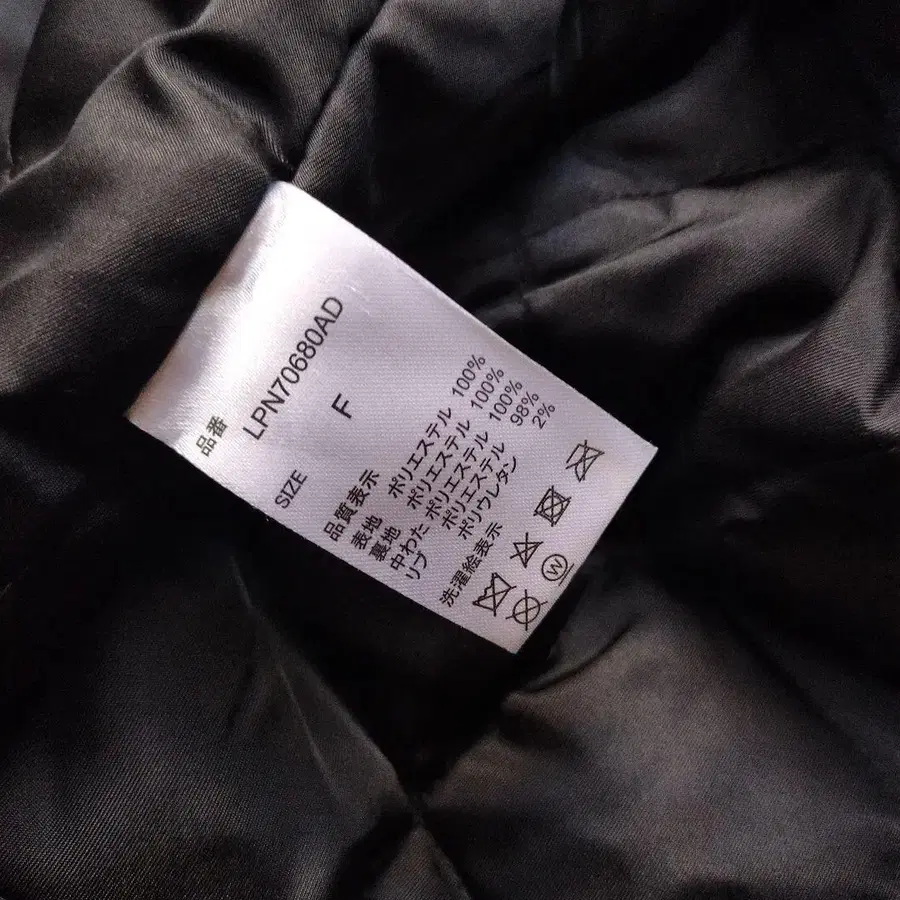 品番
LPN70680AD
SIZE F
品質表示
表地 ポリエステル 100%
裏地 ポリエステル 100%
中わた ポリエステル 100%
リブ ポリエステル 98%
ポリウレタン 2%
洗濯絵表示
W